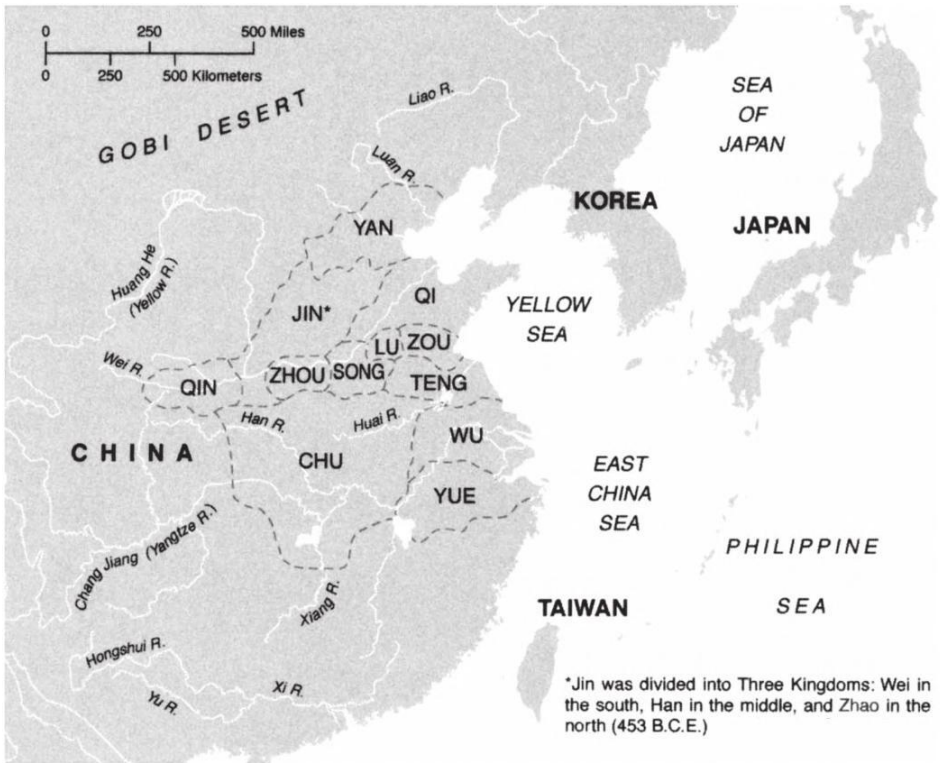 0 250 500 Miles
0 250 500 Kilometers
GOBI DESERT
Liao R.
Luan R.
SEA
OF
JAPAN
KOREA
JAPAN
YAN
Huang He
(Yellow R.)
JIN*
QI
YELLOW
SEA
LU
ZOU
Wei R.
QIN
ZHOU
SONG
TENG
Han R.
Huai R.
WU
CHINA
CHU
YUE
EAST
CHINA
SEA
Chang Jiang (Yangtze R.)
PHILIPPINE
SEA
Xiang R.
TAIWAN
Hongshui R.
Yu R.
Xi R.
*Jin was divided into Three Kingdoms: Wei in
the south, Han in the middle, and Zhao in the
north (453 B.C.E.)